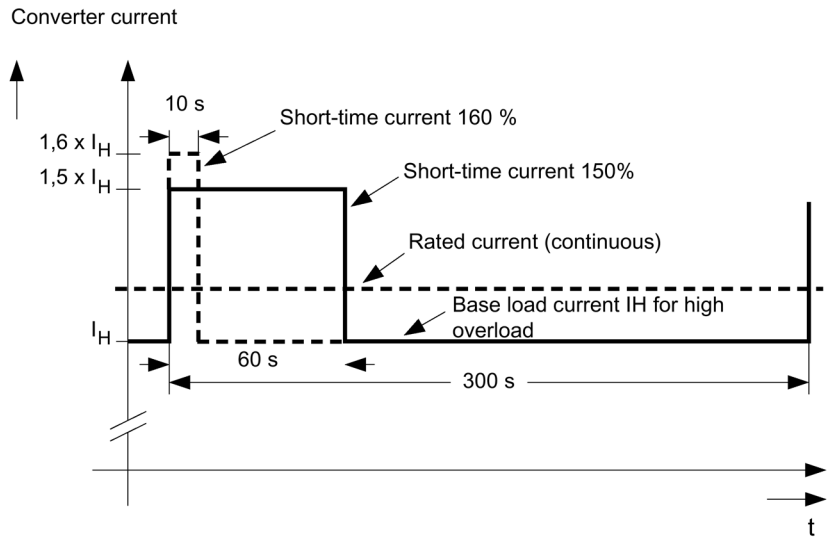 Converter current
10 s
Short-time current 160 %
1,6 x IH
1,5 x IH
Short-time current 150%
Rated current (continuous)
Base load current IH for high
overload
IH
60 s
300 s
t